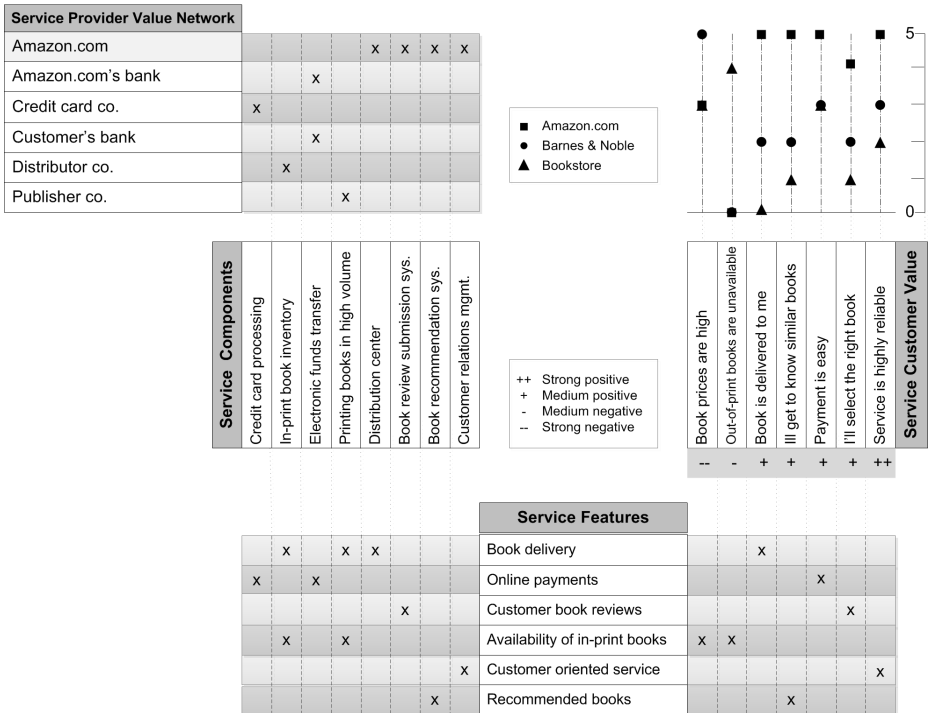 Service Provider Value Network
Amazon.com
x x x x
Amazon.com's bank
x
Credit card co.
x
Customer's bank
x
Distributor co.
x
Publisher co.
x
Amazon.com
Barnes & Noble
Bookstore
5
0
Service Components
Credit card processing
In-print book inventory
Electronic funds transfer
Printing books in high volume
Distribution center
Book review submission sys.
Book recommendation sys.
Customer relations mgmt.
++ Strong positive
+ Medium positive
- Medium negative
-- Strong negative
Book prices are high
Out-of-print books are unavailable
Book is delivered to me
Ill get to know similar books
Payment is easy
I'll select the right book
Service is highly reliable
Service Customer Value
-- - + + + + ++
Service Features
x x x Book delivery x
x x Online payments x
x Customer book reviews x
x x Availability of in-print books x x
x Customer oriented service x
x Recommended books x